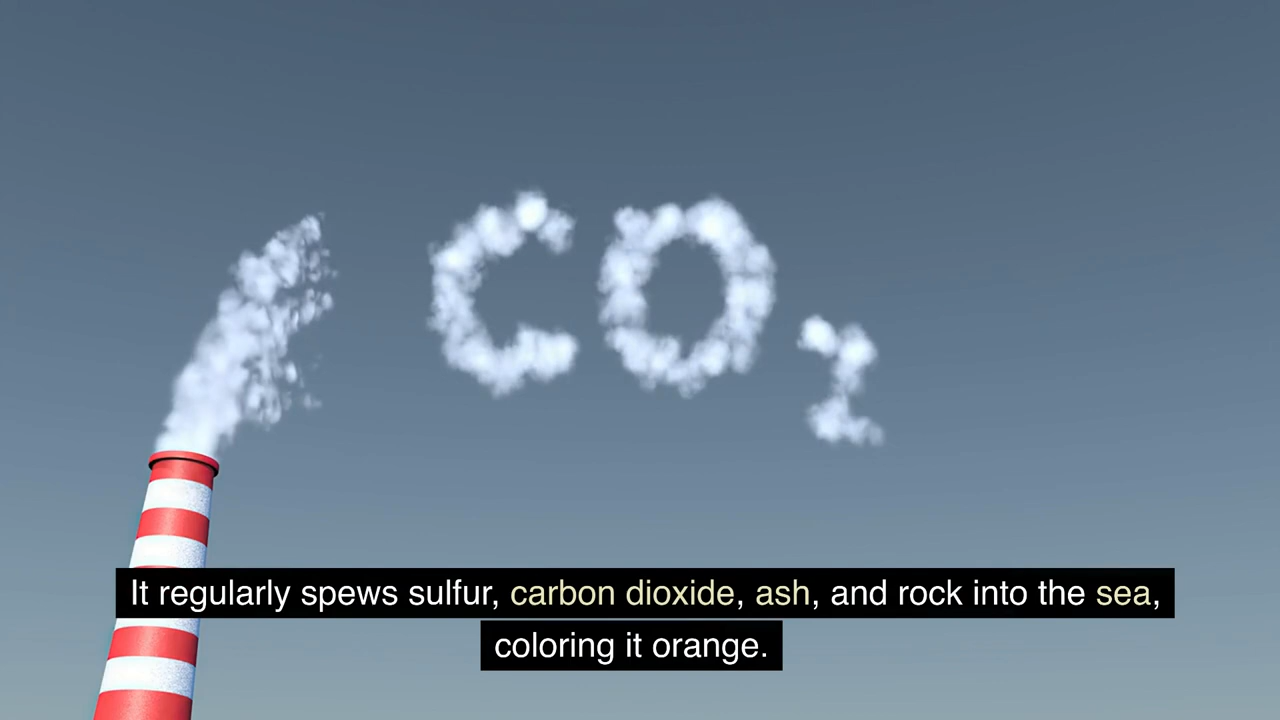 CO2
It regularly spews sulfur, carbon dioxide, ash, and rock into the sea,
coloring it orange.